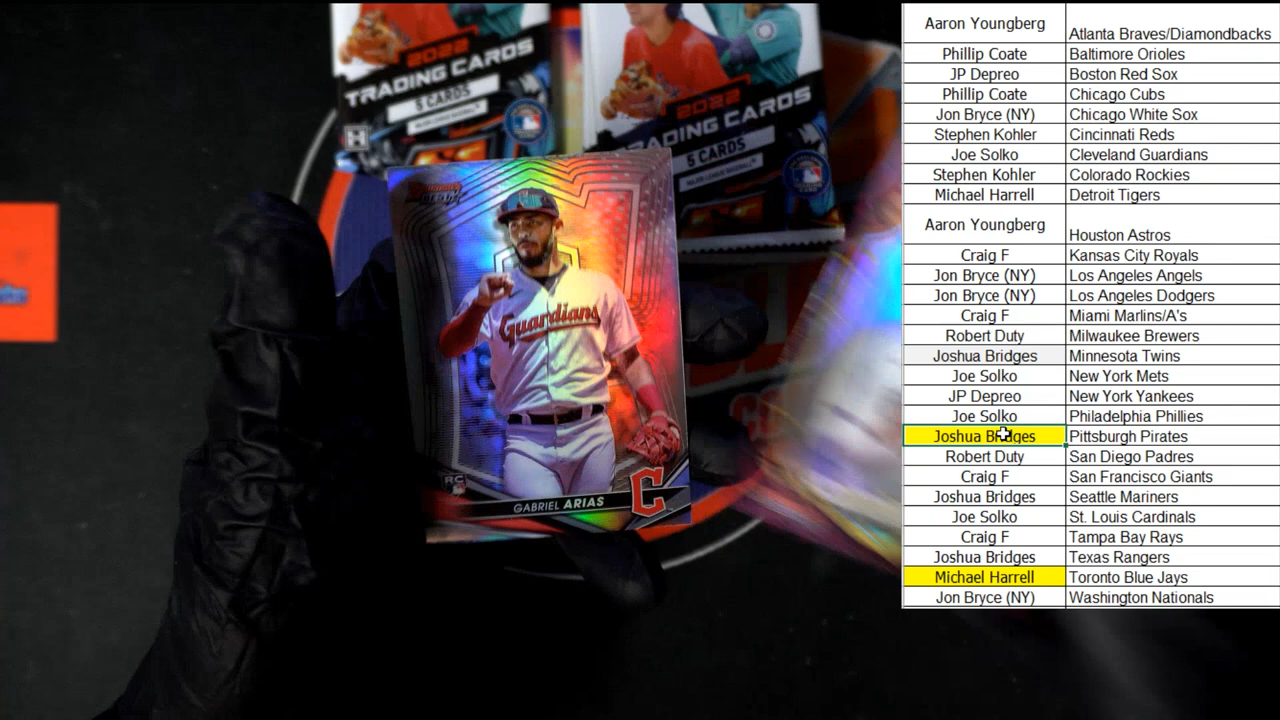 2022
TRADING CARDS
5 CARDS
H
2022
TRADING CARDS
5 CARDS
Guardians
RC
GABRIEL ARIAS
C
Aaron Youngberg Atlanta Braves/Diamondbacks
Phillip Coate Baltimore Orioles
JP Depreo Boston Red Sox
Phillip Coate Chicago Cubs
Jon Bryce (NY) Chicago White Sox
Stephen Kohler Cincinnati Reds
Joe Solko Cleveland Guardians
Stephen Kohler Colorado Rockies
Michael Harrell Detroit Tigers
Aaron Youngberg Houston Astros
Craig F Kansas City Royals
Jon Bryce (NY) Los Angeles Angels
Jon Bryce (NY) Los Angeles Dodgers
Craig F Miami Marlins/A's
Robert Duty Milwaukee Brewers
Joshua Bridges Minnesota Twins
Joe Solko New York Mets
JP Depreo New York Yankees
Joe Solko Philadelphia Phillies
Joshua Bridges Pittsburgh Pirates
Robert Duty San Diego Padres
Craig F San Francisco Giants
Joshua Bridges Seattle Mariners
Joe Solko St. Louis Cardinals
Craig F Tampa Bay Rays
Joshua Bridges Texas Rangers
Michael Harrell Toronto Blue Jays
Jon Bryce (NY) Washington Nationals